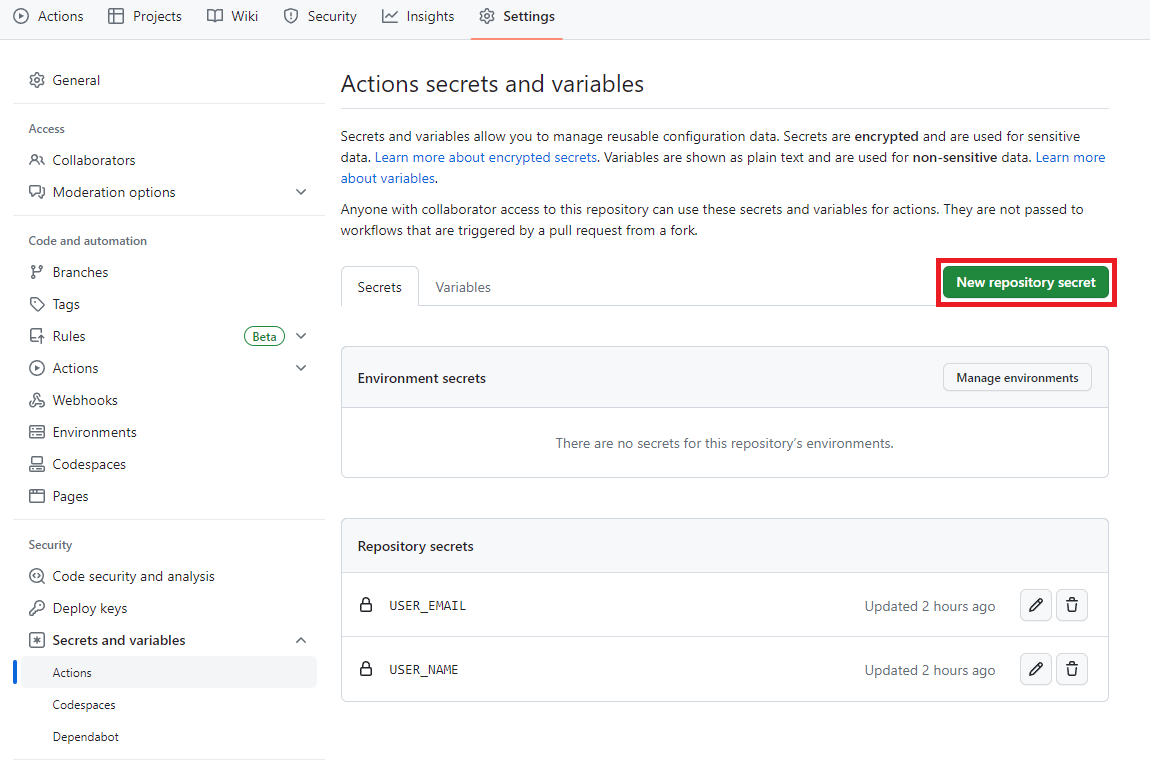 Actions Projects Wiki Security Insights Settings
General
Access
Collaborators
Moderation options
Code and automation
Branches
Tags
Rules Beta
Actions
Webhooks
Environments
Codespaces
Pages
Security
Code security and analysis
Deploy keys
Secrets and variables
Actions
Codespaces
Dependabot
Actions secrets and variables
Secrets and variables allow you to manage reusable configuration data. Secrets are encrypted and are used for sensitive
data. Learn more about encrypted secrets. Variables are shown as plain text and are used for non-sensitive data. Learn more
about variables.
Anyone with collaborator access to this repository can use these secrets and variables for actions. They are not passed to
workflows that are triggered by a pull request from a fork.
Secrets Variables New repository secret
Environment secrets Manage environments
There are no secrets for this repository's environments.
Repository secrets
USER_EMAIL Updated 2 hours ago
USER_NAME Updated 2 hours ago